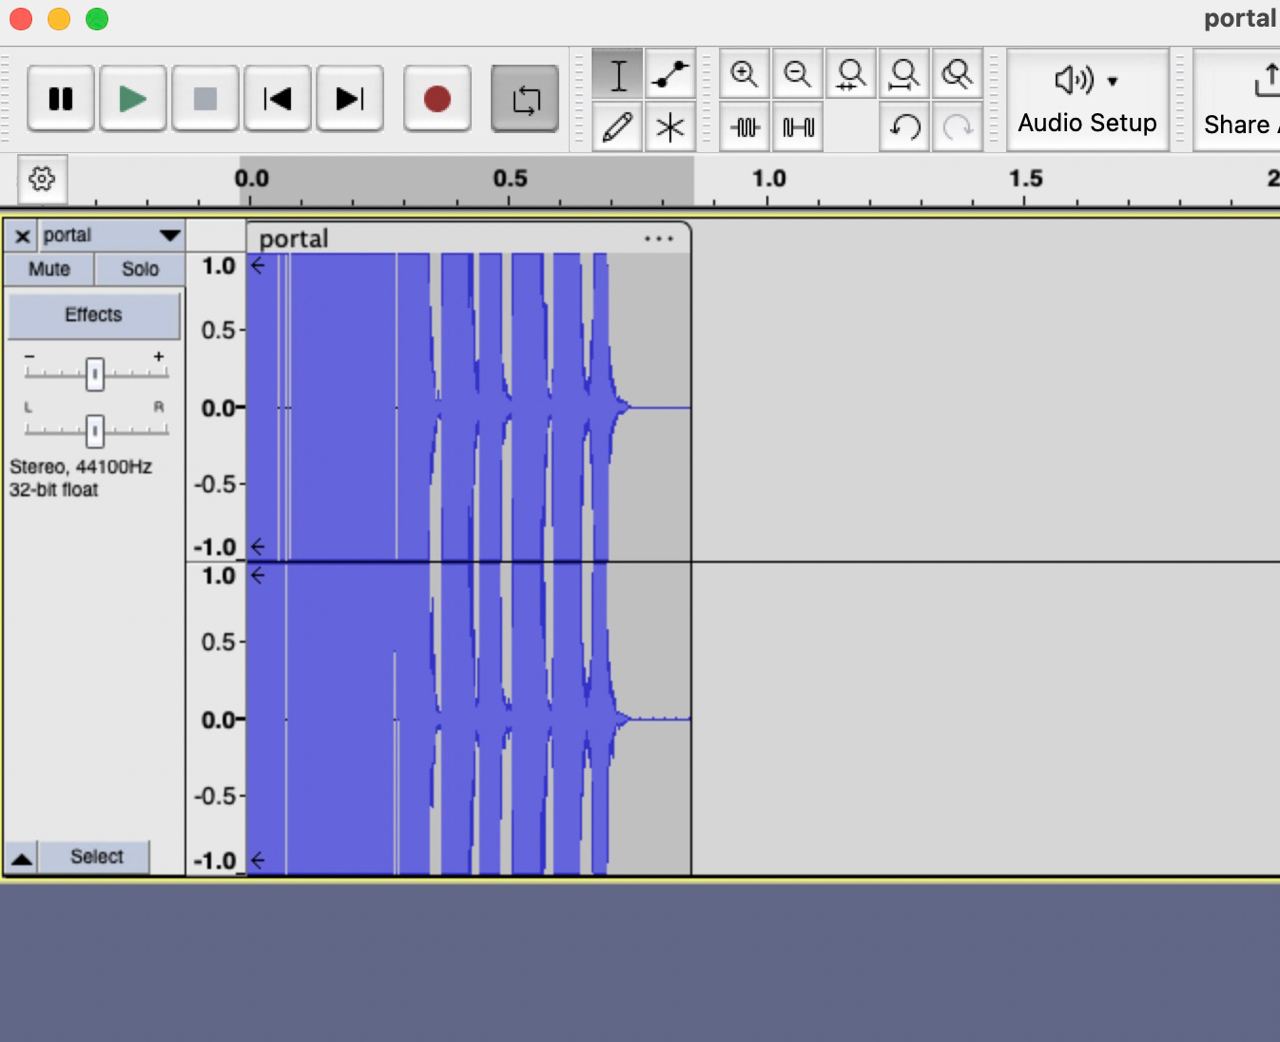 portal
Audio Setup
Share
0.0 0.5 1.0 1.5 2
portal
portal
Mute Solo
Effects
- +
L R
Stereo, 44100Hz
32-bit float
Select
1.0
0.5-
0.0-
-0.5-
-1.0
1.0
0.5-
0.0-
-0.5-
-1.0